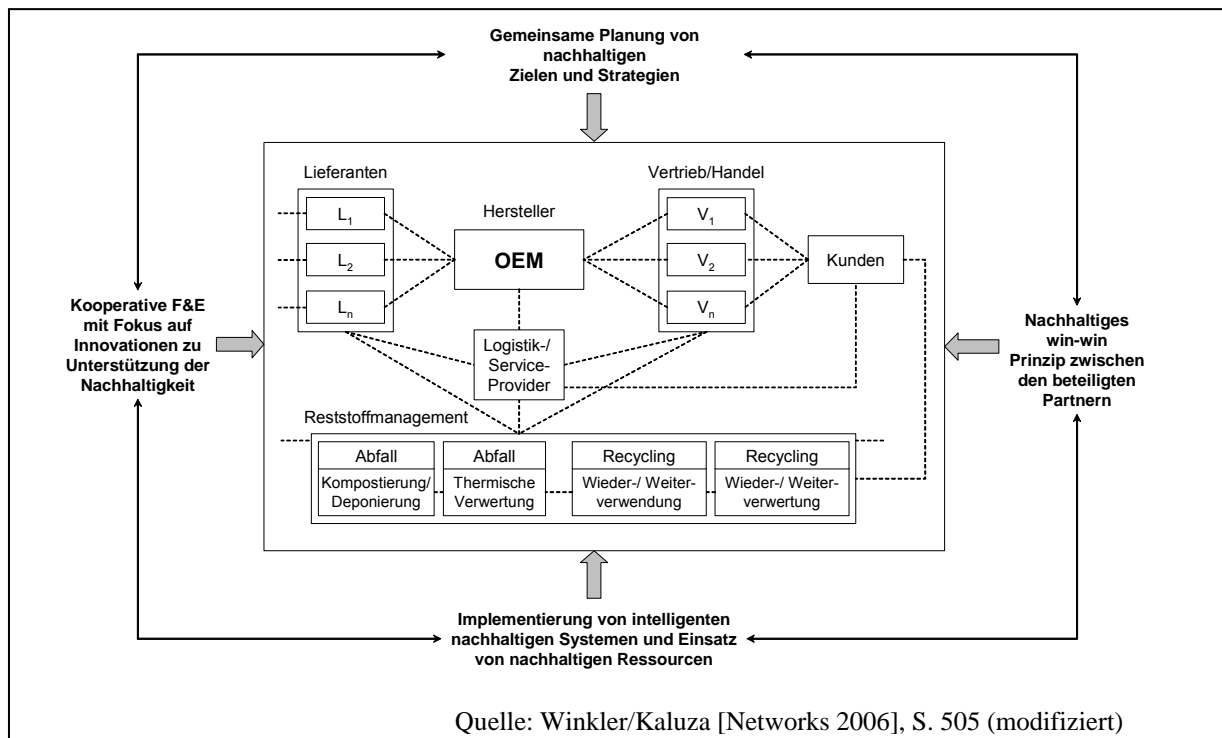 Gemeinsame Planung von
nachhaltigen
Zielen und Strategien
Lieferanten
Vertrieb/Handel
L1
Hersteller
V1
L2
OEM
V2
Kunden
Ln
Vn
Kooperative F&E
mit Fokus auf
Innovationen zu
Unterstützung der
Nachhaltigkeit
Logistik-/
Service-
Provider
Nachhaltiges
win-win
Prinzip zwischen
den beteiligten
Partnern
Reststoffmanagement
Abfall
Kompostierung/
Deponierung
Abfall
Thermische
Verwertung
Recycling
Wieder-/ Weiter-
verwendung
Recycling
Wieder-/ Weiter-
verwertung
Implementierung von intelligenten
nachhaltigen Systemen und Einsatz
von nachhaltigen Ressourcen
Quelle: Winkler/Kaluza [Networks 2006], S. 505 (modifiziert)